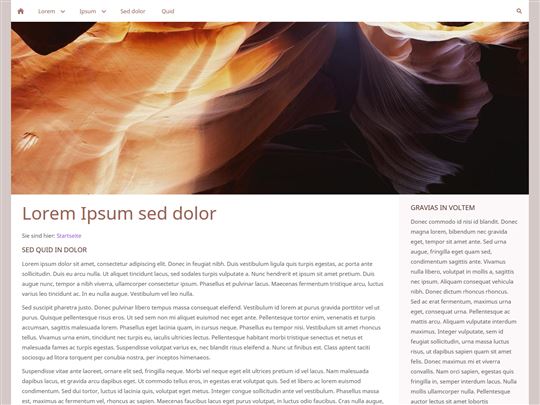 Lorem
Ipsum
Sed dolor
Quid
Lorem Ipsum sed dolor
Sie sind hier: Startseite
SED QUID IN DOLOR
Lorem ipsum dolor sit amet, consectetur adipiscing elit. Donec in feugiat nibh. Duis vestibulum ligula quis turpis egestas, ac porta ante
sollicitudin. Duis eu arcu nulla. Ut aliquet tincidunt lacus, sed sodales turpis vulputate a. Nunc hendrerit et ipsum sit amet pretium. Duis
augue nunc, tempor a nibh viverra, ullamcorper consectetur ipsum. Phasellus et pulvinar lacus. Maecenas fermentum tristique arcu, luctus
varius leo tincidunt ac. In eu nulla augue. Vestibulum vel leo nulla.
Sed suscipit pharetra justo. Donec pulvinar libero tempus massa consequat eleifend. Vestibulum id lorem at purus gravida porttitor vel ut
purus. Quisque pellentesque risus eros. Ut sed sem non mi aliquet euismod nec eget ante. Pellentesque tortor enim, venenatis et turpis
accumsan, sagittis malesuada lorem. Phasellus eget lacinia quam, in cursus neque. Phasellus eu tempor nisi. Vestibulum sit amet rhoncus
tellus. Vivamus urna enim, tincidunt nec turpis eu, iaculis ultrices lectus. Pellentesque habitant morbi tristique senectus et netus et
malesuada fames ac turpis egestas. Suspendisse volutpat varius ex, nec blandit risus eleifend a. Nunc ut finibus est. Class aptent taciti
sociosqu ad litora torquent per conubia nostra, per inceptos himenaeos.
Suspendisse vitae ante laoreet, ornare elit sed, fringilla neque. Morbi vel neque eget elit ultrices pretium id vel lacus. Nam malesuada
dapibus lacus, et gravida arcu dapibus eget. Ut commodo tellus eros, in egestas erat volutpat quis. Sed et libero ac lorem euismod
condimentum. Sed dui tortor, luctus id lacinia quis, volutpat eget metus. Integer congue sollicitudin ante vel vestibulum. Phasellus massa
est, maximus ac fermentum vel, rhoncus ac sapien. Maecenas faucibus lacus eget purus volutpat, in luctus odio faucibus. Cras nulla augue,
GRAVIAS IN VOLTEM
Donec commodo id nisi id blandit. Donec
magna lorem, bibendum nec gravida
eget, tempor sit amet ante. Sed urna
augue, fringilla eget quam sed,
condimentum sagittis ante. Vivamus
nulla libero, volutpat in mollis a, sagittis
nec ipsum. Aliquam consequat vehicula
nibh. Donec dictum rhoncus rhoncus.
Sed ac erat fermentum, maximus urna
eget, consequat urna. Pellentesque ac
mattis arcu. Aliquam vulputate interdum
maximus. Integer vulputate, sem id
feugiat sollicitudin, urna massa luctus
risus, ut dapibus sapien quam sit amet
felis. Donec maximus mi et viverra
convallis. Nam orci sapien, egestas quis
fringilla in, semper interdum lacus. Nulla
mollis ullamcorper nulla. Vestibulum
auctor lacus sit amet lobortis